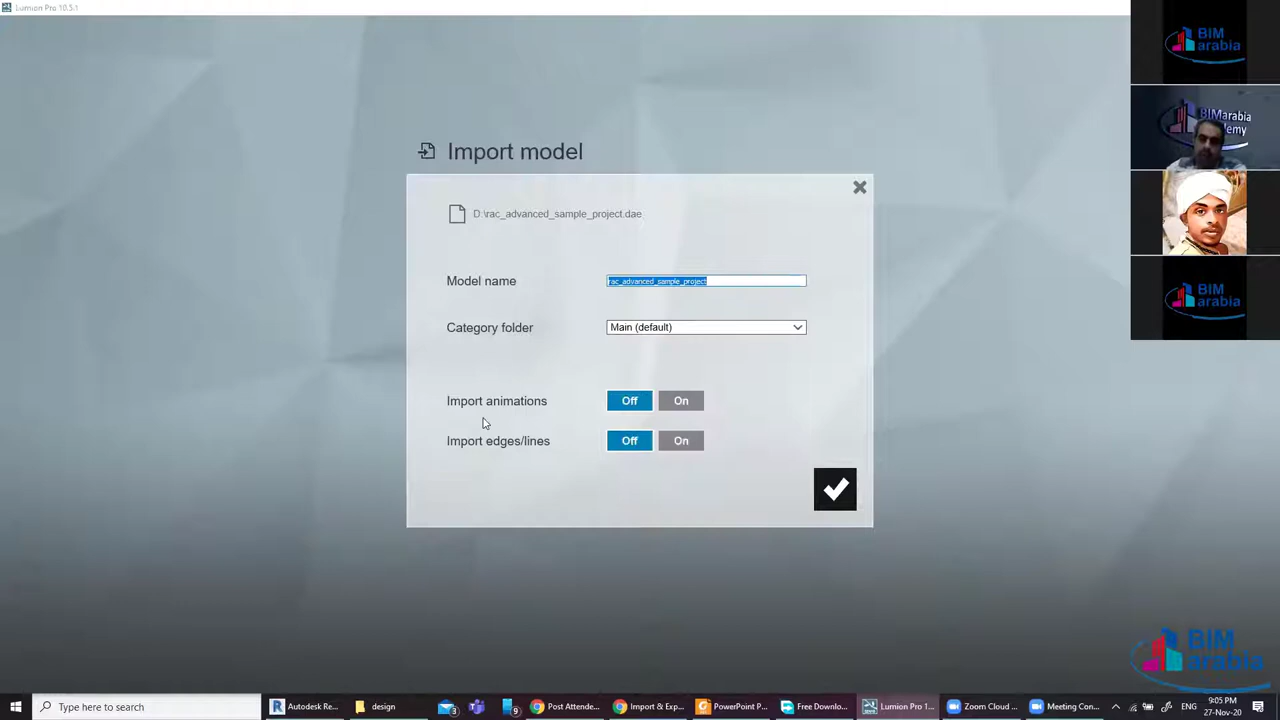 Lumion Pro 10.5.1
BIM
arabia
BIMarabia
Import model
D:\rac_advanced_sample_project.dae
Model name
rac_advanced_sample_project
Category folder
Main (default)
Import animations
Off
On
Import edges/lines
Off
On
BIM
arabia
BIM
arabia
Type here to search
Autodesk Re...
design
3
9
Post Attende...
Import & Exp...
PowerPoint P...
Free Downlo...
Lumion Pro 1...
Zoom Cloud ...
Meeting Con...
9:05 PM
27-Nov-20